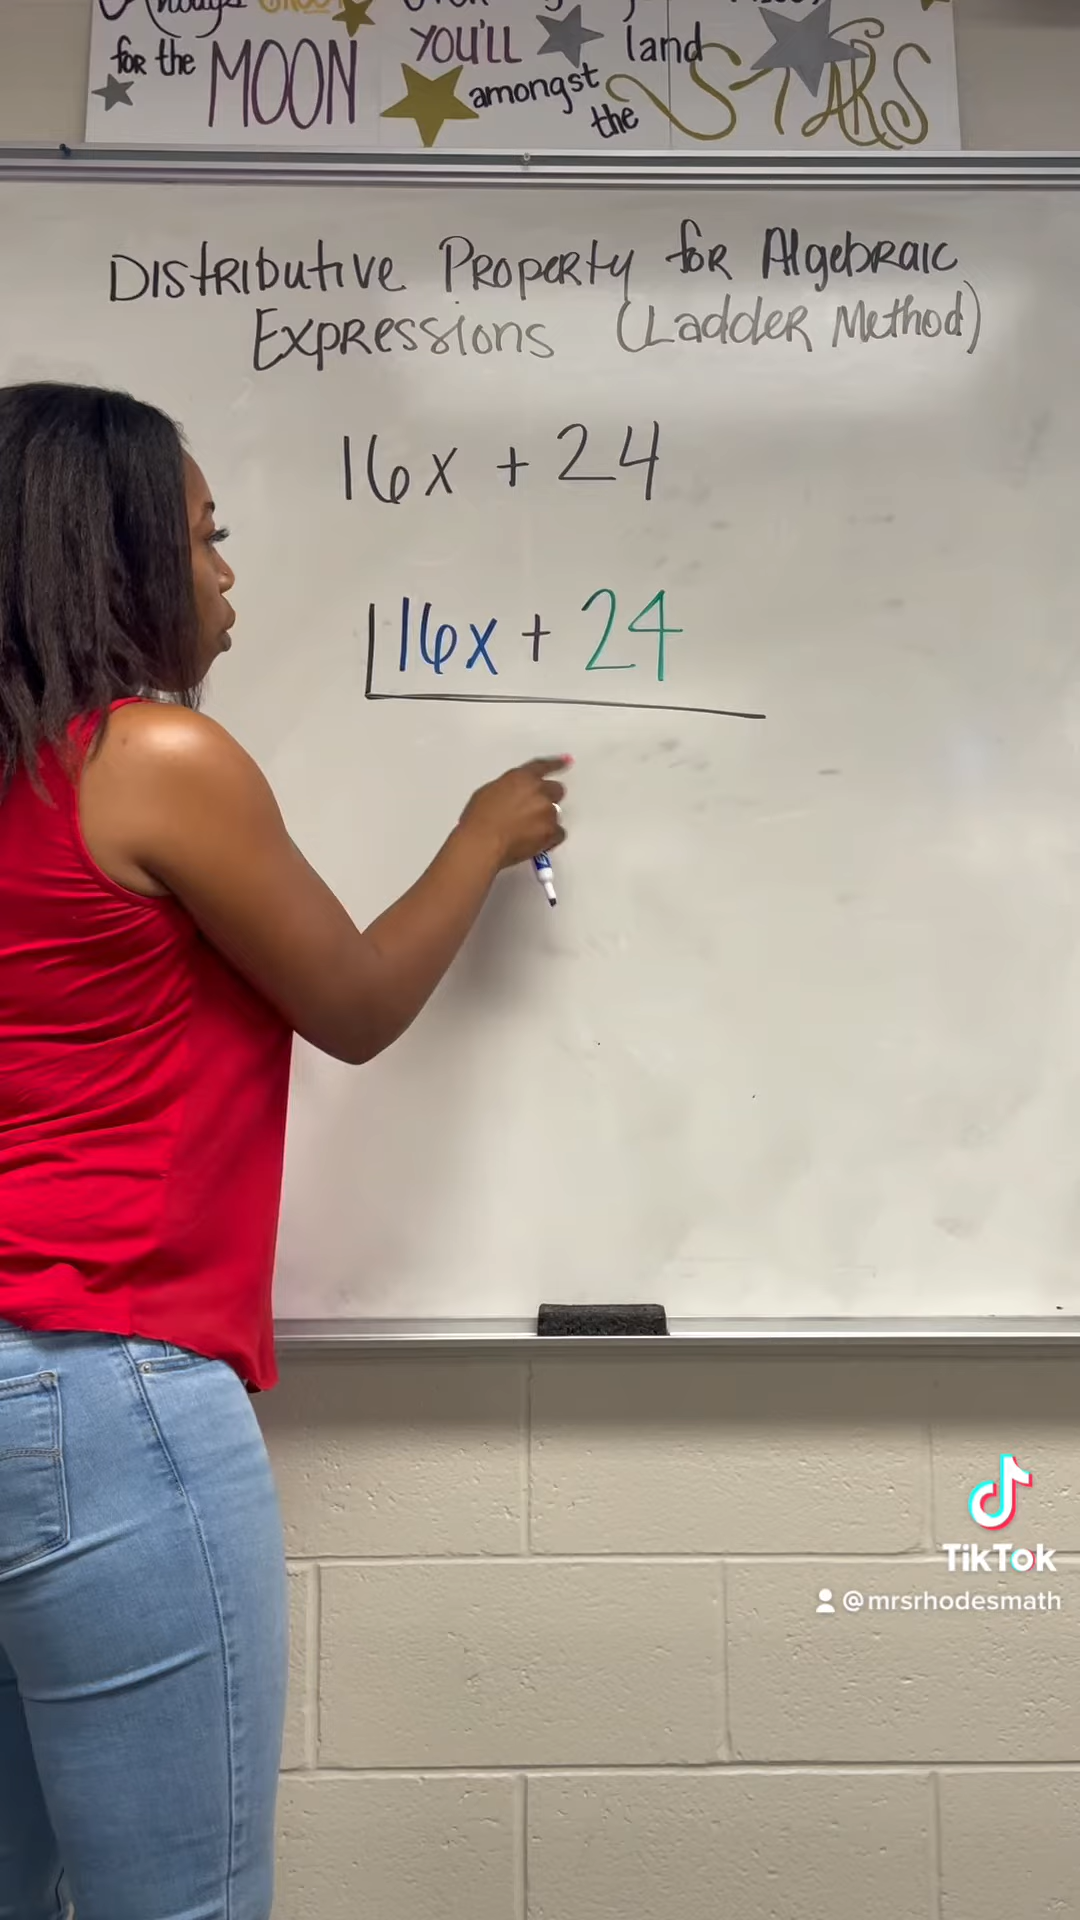 for the MOON
YOU'LL land
amongst the STARS
Distributive Property for Algebraic
Expressions (Ladder Method)
16x + 24
16x + 24
TikTok
@mrsrhodesmath